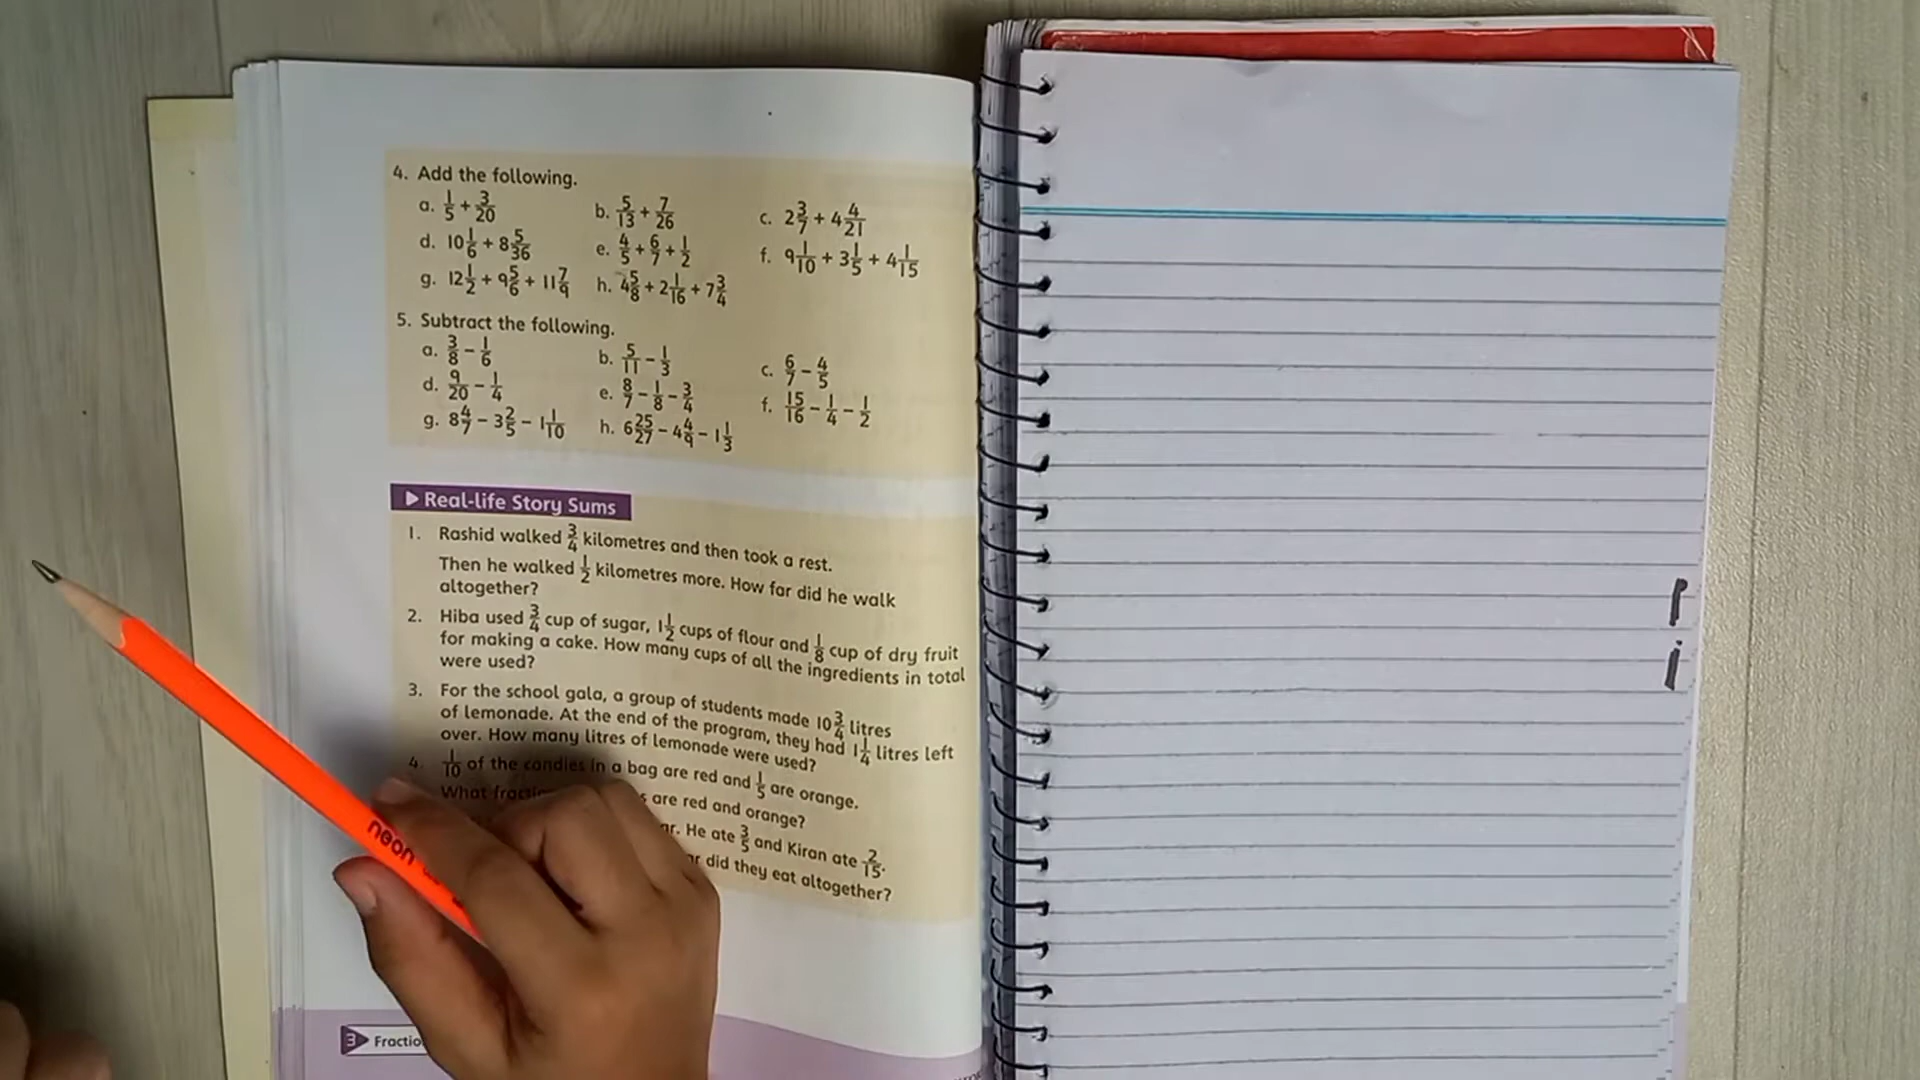 4. Add the following.
a. 1/5 + 3/20 b. 5/13 + 7/26 c. 2 3/7 + 4 4/21
d. 10 1/6 + 8 5/36 e. 4/5 + 6/7 + 1/2 f. 9 1/10 + 3 1/5 + 4 1/15
g. 12 1/2 + 9 5/6 + 11 7/9 h. 4 5/8 + 2 1/16 + 7 3/4
5. Subtract the following.
a. 3/8 − 1/6 b. 5/11 − 1/3 c. 6/7 − 4/5
d. 9/20 − 1/4 e. 8/7 − 1/8 − 3/4 f. 15/16 − 1/4 − 1/2
g. 8 4/7 − 3 2/5 − 1 1/10 h. 6 25/27 − 4 4/9 − 1 1/3
Real-life Story Sums
1. Rashid walked 3/4 kilometres and then took a rest.
Then he walked 1/2 kilometres more. How far did he walk
altogether?
2. Hiba used 3/4 cup of sugar, 1 1/2 cups of flour and 1/8 cup of dry fruit
for making a cake. How many cups of all the ingredients in total
were used?
3. For the school gala, a group of students made 10 3/4 litres
of lemonade. At the end of the program, they had 1 1/4 litres left
over. How many litres of lemonade were used?
4. 1/10 of the candies in a bag are red and 1/5 are orange.
What are red and orange?
He ate 3/5 and Kiran ate 2/15.
did they eat altogether?
neon
3